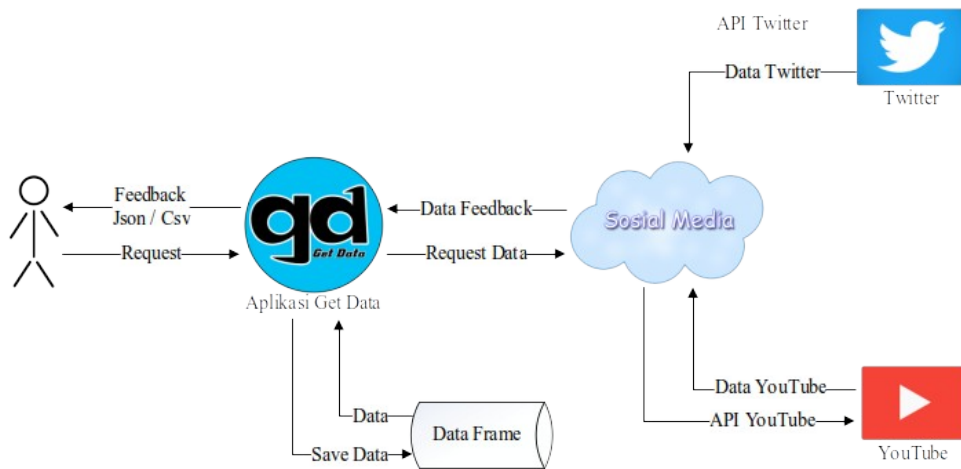 API Twitter
Data Twitter
Twitter
Feedback
Json / Csv
Request
gd
Get Data
Aplikasi Get Data
Data Feedback
Request Data
Sosial Media
Data
Save Data
Data Frame
Data YouTube
API YouTube
YouTube